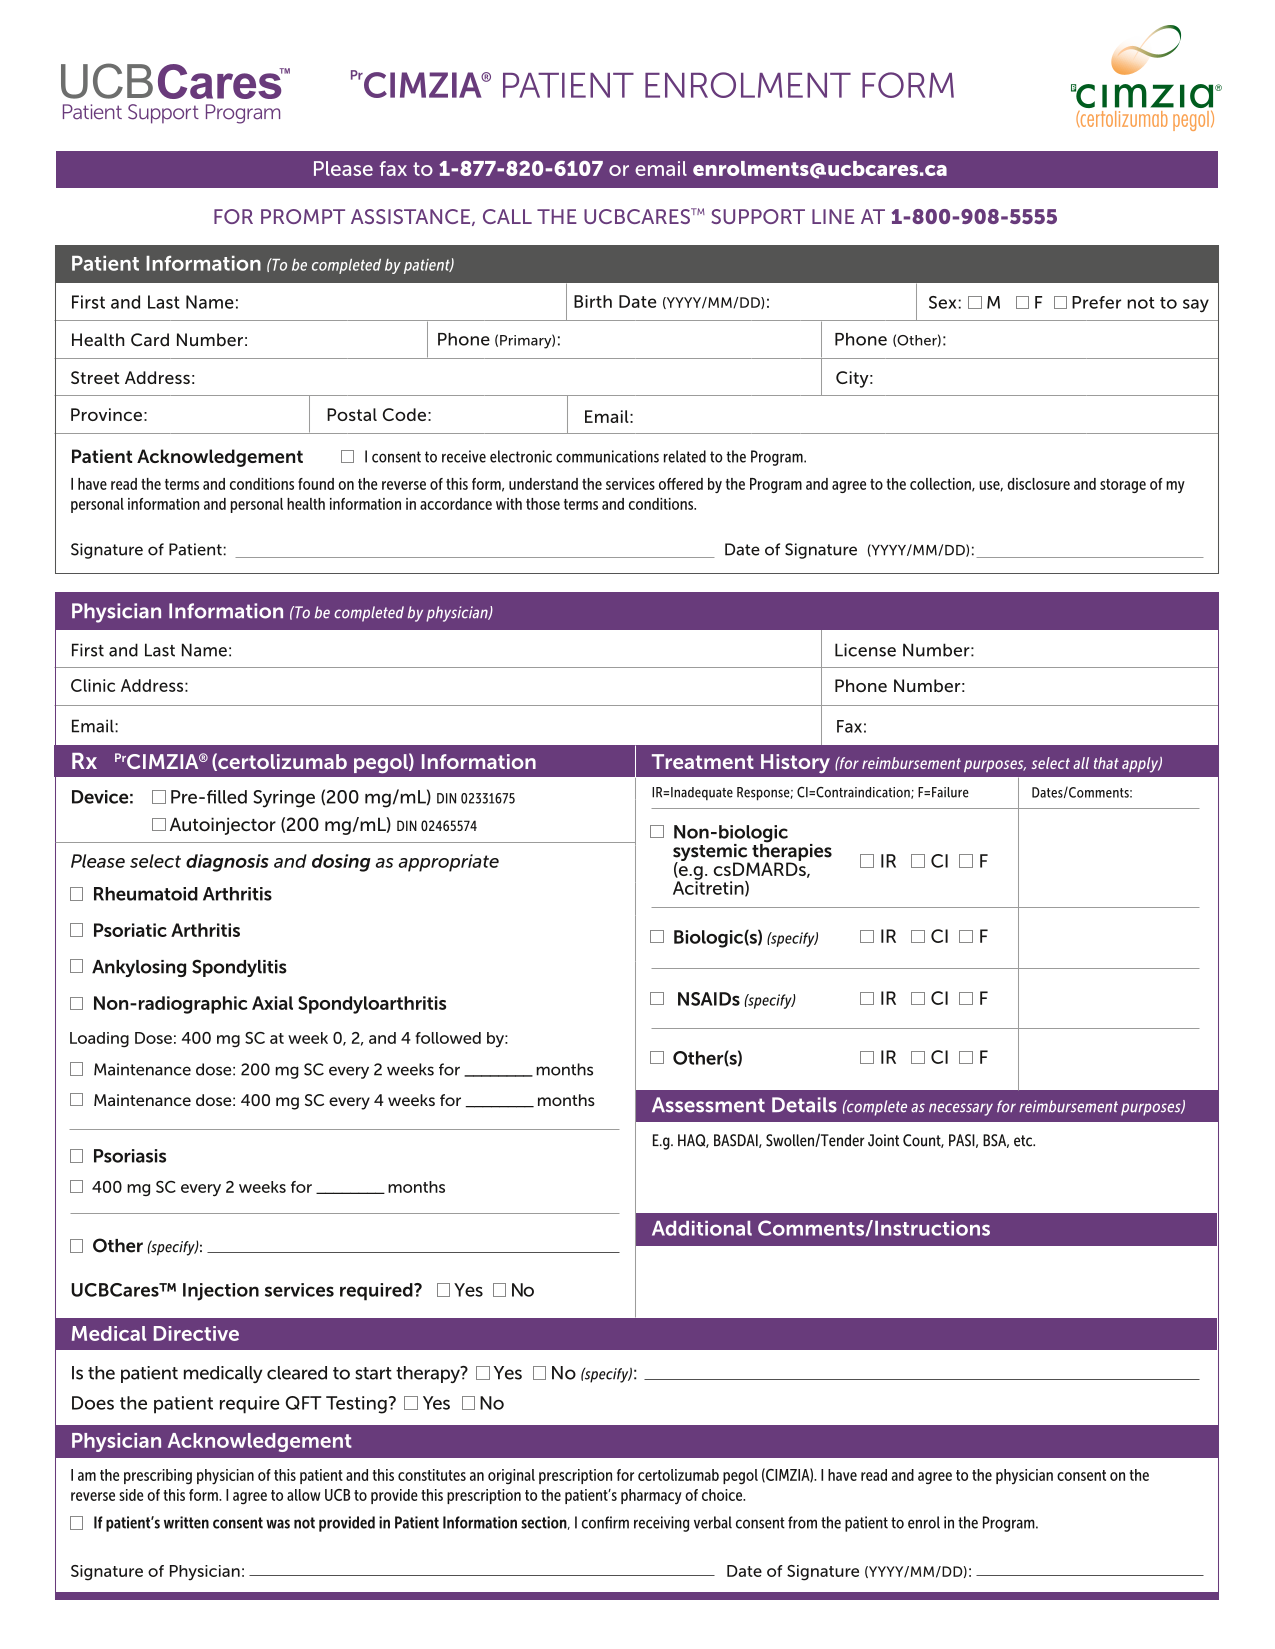 UCBCares™
Patient Support Program
PrCIMZIA® PATIENT ENROLMENT FORM
Pr cimzia®
(certolizumab pegol)
Please fax to 1-877-820-6107 or email enrolments@ucbcares.ca
FOR PROMPT ASSISTANCE, CALL THE UCBCARES™ SUPPORT LINE AT 1-800-908-5555
Patient Information (To be completed by patient)
First and Last Name: Birth Date (YYYY/MM/DD): Sex: ☐ M ☐ F ☐ Prefer not to say
Health Card Number: Phone (Primary): Phone (Other):
Street Address: City:
Province: Postal Code: Email:
Patient Acknowledgement ☐ I consent to receive electronic communications related to the Program.
I have read the terms and conditions found on the reverse of this form, understand the services offered by the Program and agree to the collection, use, disclosure and storage of my
personal information and personal health information in accordance with those terms and conditions.
Signature of Patient: Date of Signature (YYYY/MM/DD):
Physician Information (To be completed by physician)
First and Last Name: License Number:
Clinic Address: Phone Number:
Email: Fax:
Rx PrCIMZIA® (certolizumab pegol) Information
Device: ☐ Pre-filled Syringe (200 mg/mL) DIN 02331675
☐ Autoinjector (200 mg/mL) DIN 02465574
Please select diagnosis and dosing as appropriate
☐ Rheumatoid Arthritis
☐ Psoriatic Arthritis
☐ Ankylosing Spondylitis
☐ Non-radiographic Axial Spondyloarthritis
Loading Dose: 400 mg SC at week 0, 2, and 4 followed by:
☐ Maintenance dose: 200 mg SC every 2 weeks for ________ months
☐ Maintenance dose: 400 mg SC every 4 weeks for ________ months
☐ Psoriasis
☐ 400 mg SC every 2 weeks for ________ months
☐ Other (specify):
UCBCares™ Injection services required? ☐ Yes ☐ No
Treatment History (for reimbursement purposes, select all that apply)
IR=Inadequate Response; CI=Contraindication; F=Failure Dates/Comments:
☐ Non-biologic
systemic therapies
(e.g. csDMARDs,
Acitretin)
☐ IR ☐ CI ☐ F
☐ Biologic(s) (specify) ☐ IR ☐ CI ☐ F
☐ NSAIDs (specify) ☐ IR ☐ CI ☐ F
☐ Other(s) ☐ IR ☐ CI ☐ F
Assessment Details (complete as necessary for reimbursement purposes)
E.g. HAQ, BASDAI, Swollen/Tender Joint Count, PASI, BSA, etc.
Additional Comments/Instructions
Medical Directive
Is the patient medically cleared to start therapy? ☐ Yes ☐ No (specify):
Does the patient require QFT Testing? ☐ Yes ☐ No
Physician Acknowledgement
I am the prescribing physician of this patient and this constitutes an original prescription for certolizumab pegol (CIMZIA). I have read and agree to the physician consent on the
reverse side of this form. I agree to allow UCB to provide this prescription to the patient's pharmacy of choice.
☐ If patient's written consent was not provided in Patient Information section, I confirm receiving verbal consent from the patient to enrol in the Program.
Signature of Physician: Date of Signature (YYYY/MM/DD):